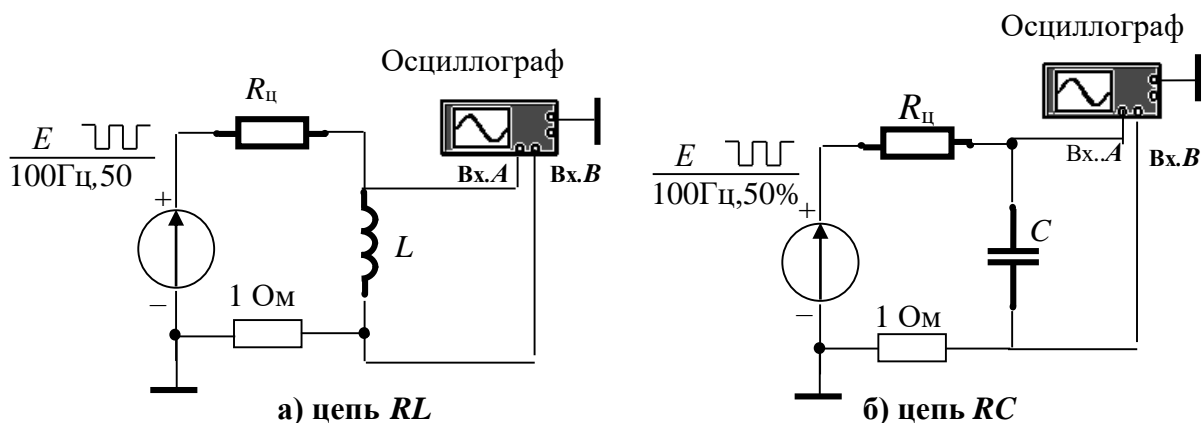 Осциллограф
Rц
E
100Гц,50
+
Вх.A
Вх.B
L
–
1 Ом
а) цепь RL
Осциллограф
Rц
E
100Гц,50%
Вх..A
Вх.B
+
C
–
1 Ом
б) цепь RC